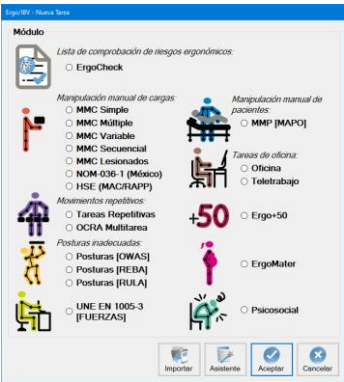 Ergo/IBV - Nueva Tarea
Módulo
Lista de comprobación de riesgos ergonómicos:
ErgoCheck
Manipulación manual de cargas:
MMC Simple
MMC Múltiple
MMC Variable
MMC Secuencial
MMC Lesionados
NOM-036-1 (México)
HSE (MAC/RAPP)
Movimientos repetitivos:
Tareas Repetitivas
OCRA Multitarea
Posturas inadecuadas:
Posturas [OWAS]
Posturas [REBA]
Posturas [RULA]
UNE EN 1005-3
[FUERZAS]
Manipulación manual de
pacientes:
MMP [MAPO]
Tareas de oficina:
Oficina
Teletrabajo
+50
Ergo+50
ErgoMater
Psicosocial
Importar
Asistente
Aceptar
Cancelar